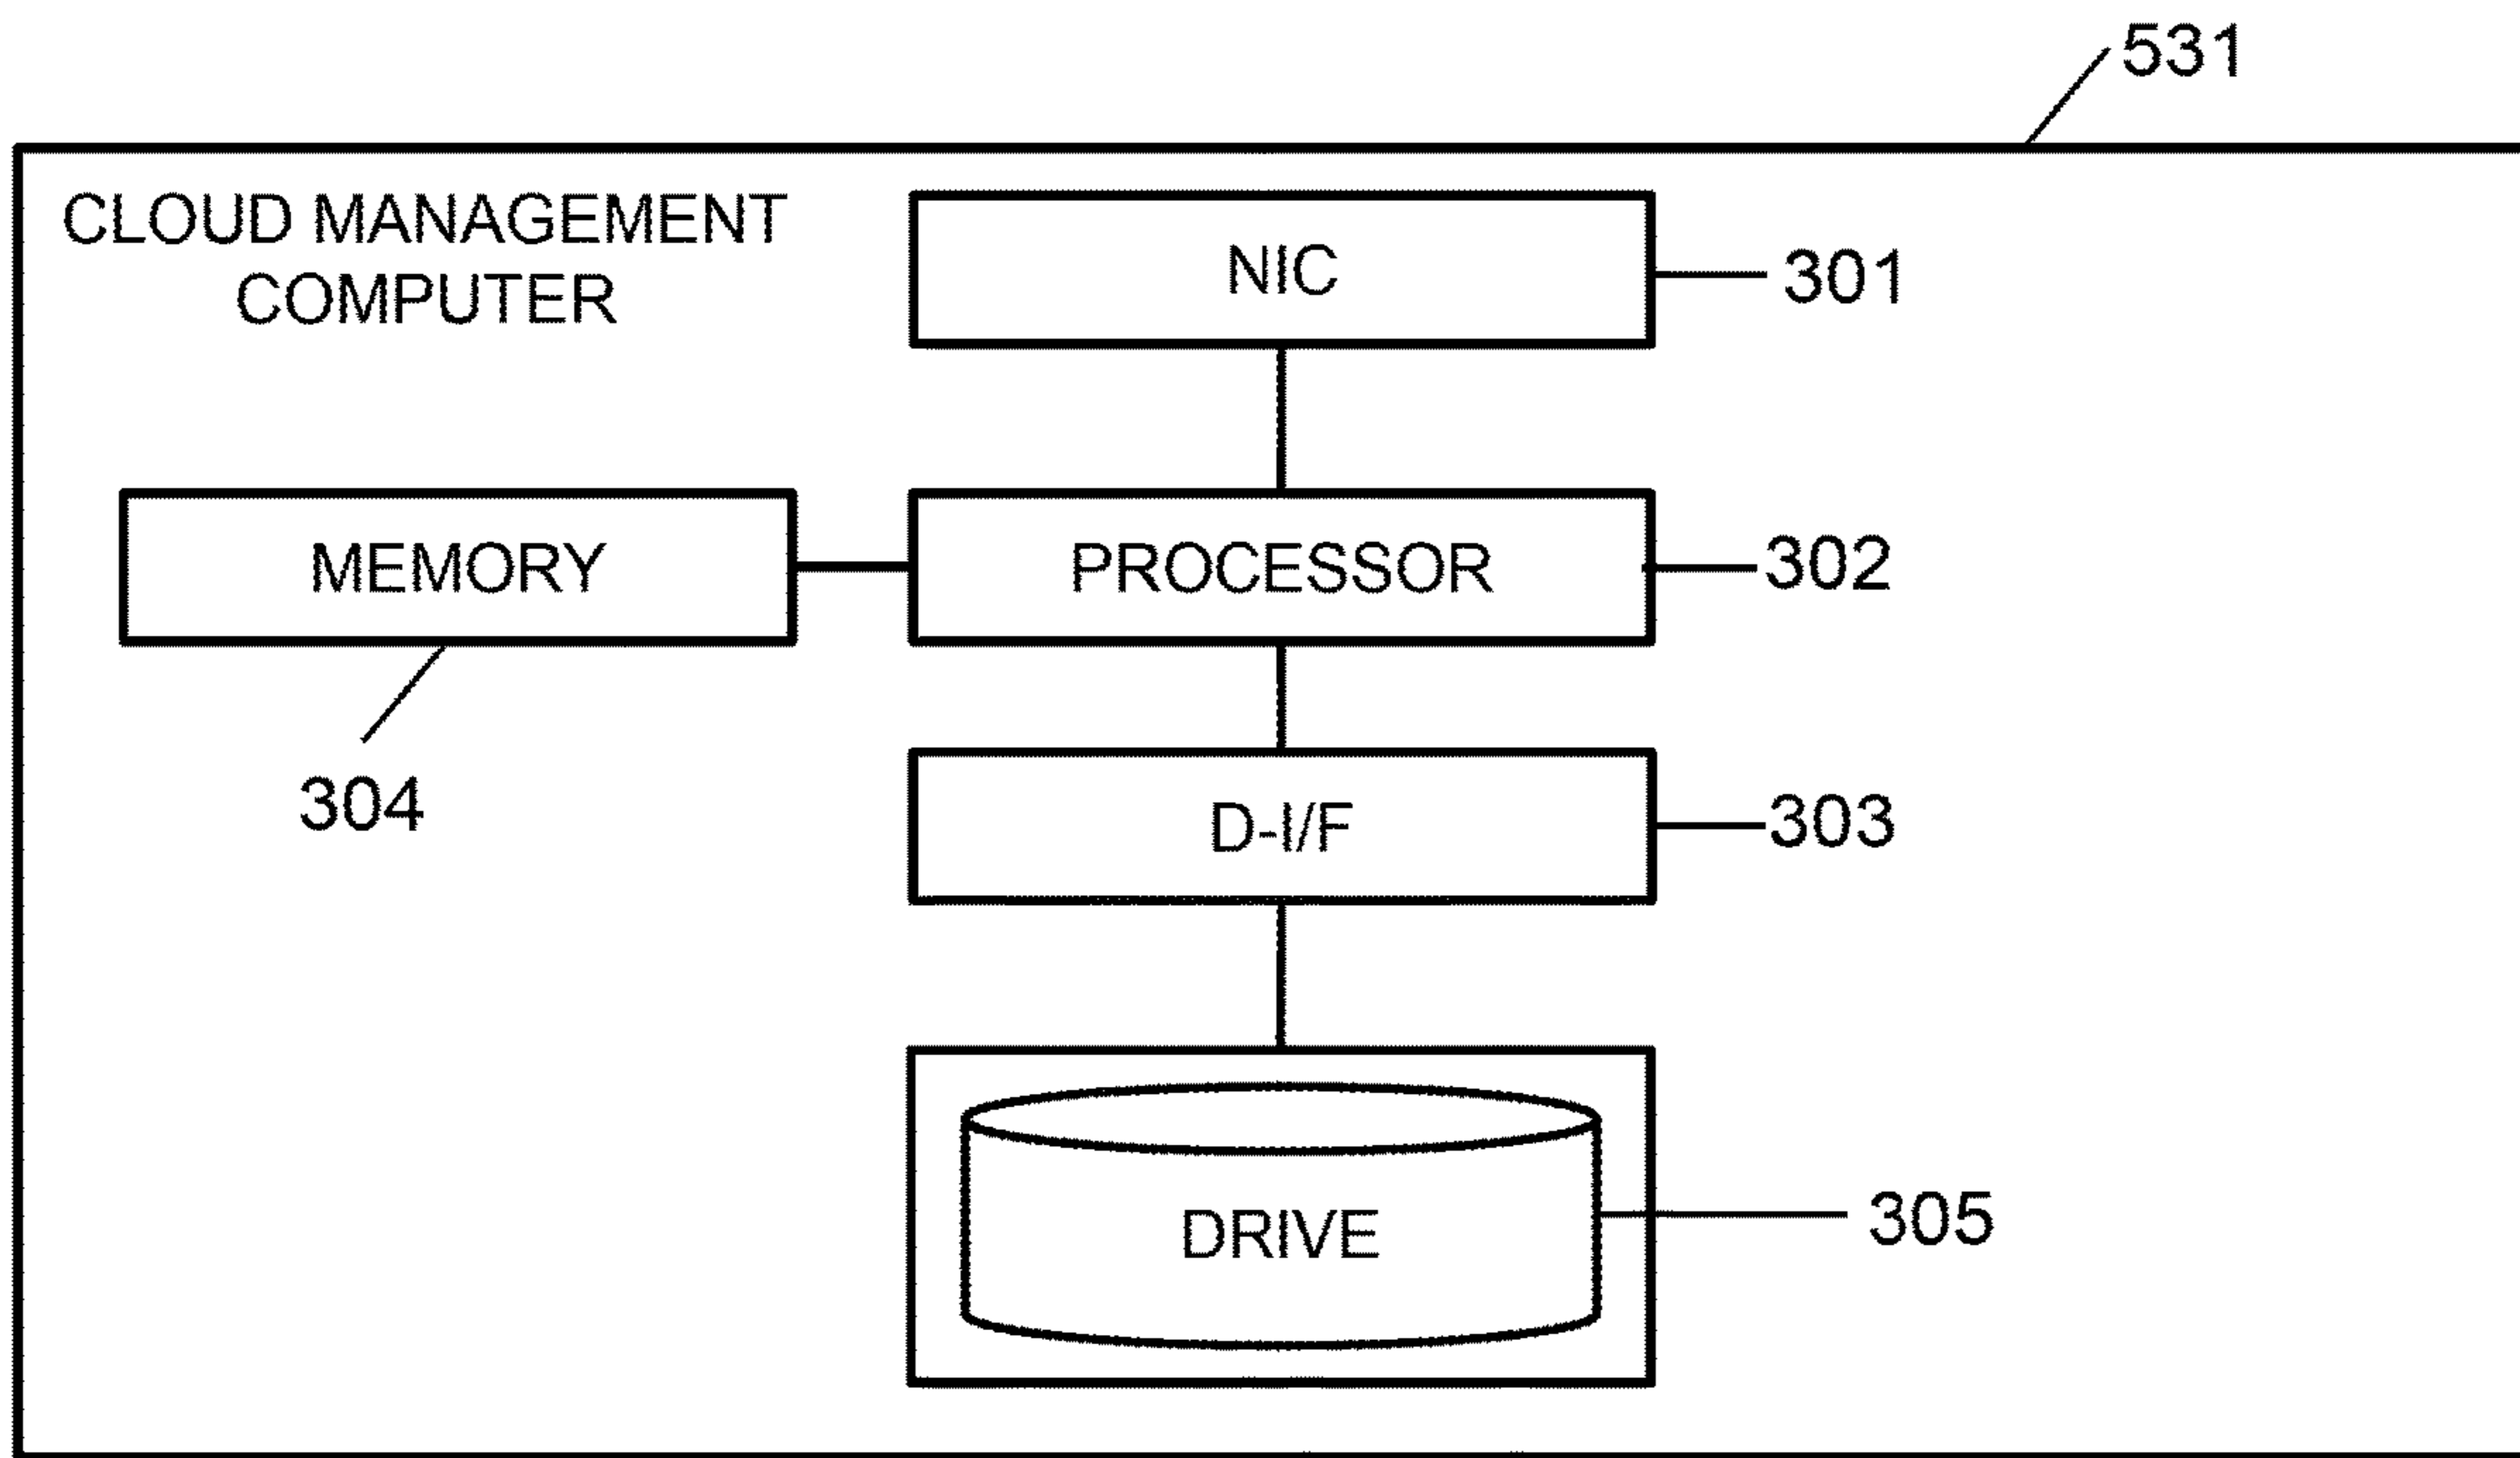 531
CLOUD MANAGEMENT
COMPUTER
NIC
301
MEMORY
PROCESSOR
302
304
D-I/F
303
DRIVE
305